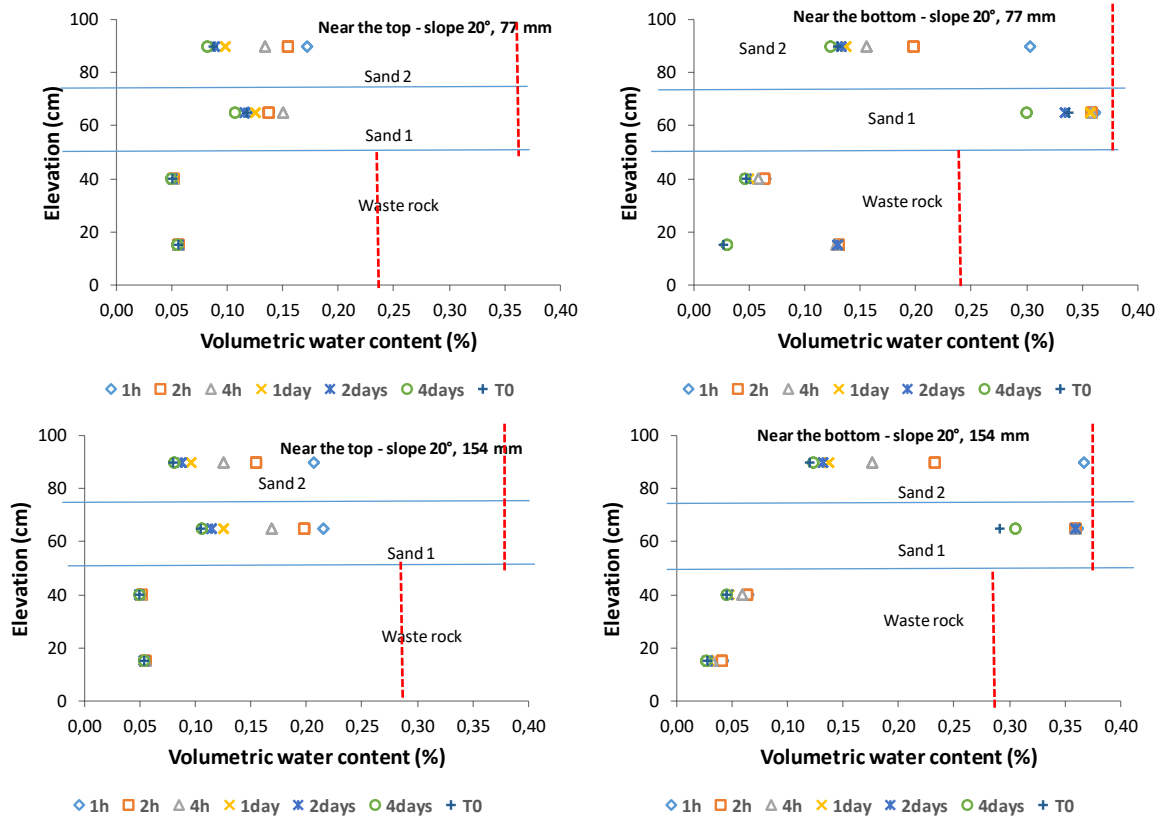 Near the top - slope 20°, 77 mm
Elevation (cm)
100
80
60
40
20
0
Sand 2
Sand 1
Waste rock
0,00 0,05 0,10 0,15 0,20 0,25 0,30 0,35 0,40
Volumetric water content (%)
1h 2h 4h 1day 2days 4days T0
Near the bottom - slope 20°, 77 mm
Elevation (cm)
100
80
60
40
20
0
Sand 2
Sand 1
Waste rock
0,00 0,05 0,10 0,15 0,20 0,25 0,30 0,35 0,40
Volumetric water content (%)
1h 2h 4h 1day 2days 4days T0
Near the top - slope 20°, 154 mm
Elevation (cm)
100
80
60
40
20
0
Sand 2
Sand 1
Waste rock
0,00 0,05 0,10 0,15 0,20 0,25 0,30 0,35 0,40
Volumetric water content (%)
1h 2h 4h 1day 2days 4days T0
Near the bottom - slope 20°, 154 mm
Elevation (cm)
100
80
60
40
20
0
Sand 2
Sand 1
Waste rock
0,00 0,05 0,10 0,15 0,20 0,25 0,30 0,35 0,40
Volumetric water content (%)
1h 2h 4h 1day 2days 4days T0